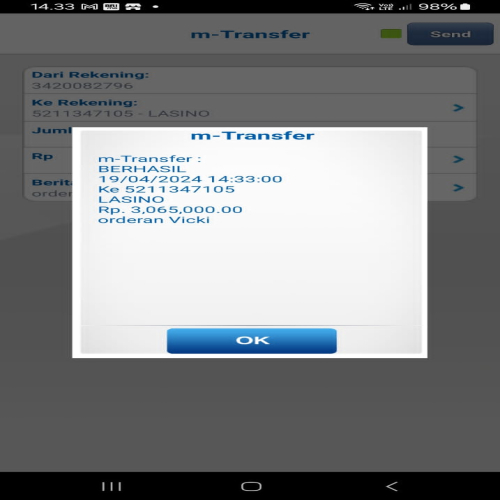 14.33
98%
m-Transfer
Send
Dari Rekening:
3420082796
Ke Rekening:
5211347105 - LASINO
Juml
Rp
Berita
order
m-Transfer
m-Transfer :
BERHASIL
19/04/2024 14:33:00
Ke 5211347105
LASINO
Rp. 3,065,000.00
orderan Vicki
OK